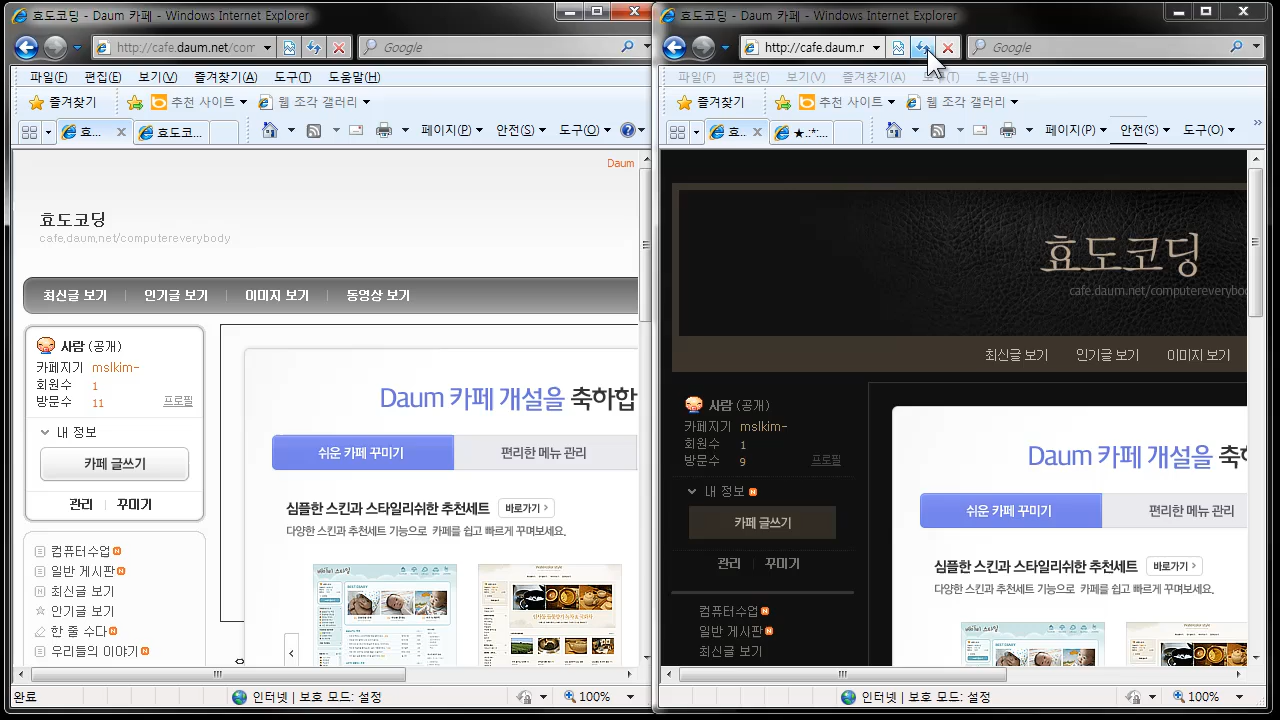 효도코딩 - Daum 카페 - Windows Internet Explorer
http://cafe.daum.net/com
Google
파일(F) 편집(E) 보기(V) 즐겨찾기(A) 도구(T) 도움말(H)
즐겨찾기 추천 사이트 웹 조각 갤러리
효... 효도코... 페이지(P) 안전(S) 도구(O)
Daum
효도코딩
cafe.daum.net/computereverybody
최신글 보기 인기글 보기 이미지 보기 동영상 보기
사람 (공개)
카페지기 mslkim-
회원수 1
방문수 11 프로필
내 정보
카페 글쓰기
관리 꾸미기
컴퓨터수업 N
일반 게시판 N
최신글 보기
인기글 보기
한 줄 수다 N
우리들의 이야기 N
Daum 카페 개설을 축하합
쉬운 카페 꾸미기 편리한 메뉴 관리
심플한 스킨과 스타일리쉬한 추천세트 바로가기 >
다양한 스킨과 추천세트 기능으로 카페를 쉽고 빠르게 꾸며보세요.
완료 인터넷 | 보호 모드: 설정 100%
효도코딩 - Daum 카페 - Windows Internet Explorer
http://cafe.daum.n
Google
파일(F) 편집(E) 보기(V) 즐겨찾기(A) (T) 도움말(H)
즐겨찾기 추천 사이트 웹 조각 갤러리
효.. ★.:*:... 페이지(P) 안전(S) 도구(O) »
효도코딩
cafe.daum.net/computereverybo
최신글 보기 인기글 보기 이미지 보기
사람 (공개)
카페지기 mslkim-
회원수 1
방문수 9 프로필
내 정보 N
카페 글쓰기
관리 꾸미기
컴퓨터수업 N
일반 게시판 N
최신글 보기
Daum 카페 개설을 축
쉬운 카페 꾸미기 편리한 메뉴 관리
심플한 스킨과 스타일리쉬한 추천세트 바로가기 >
다양한 스킨과 추천세트 기능으로 카페를 쉽고 빠르게 꾸며보세요.
인터넷 | 보호 모드: 설정 100%